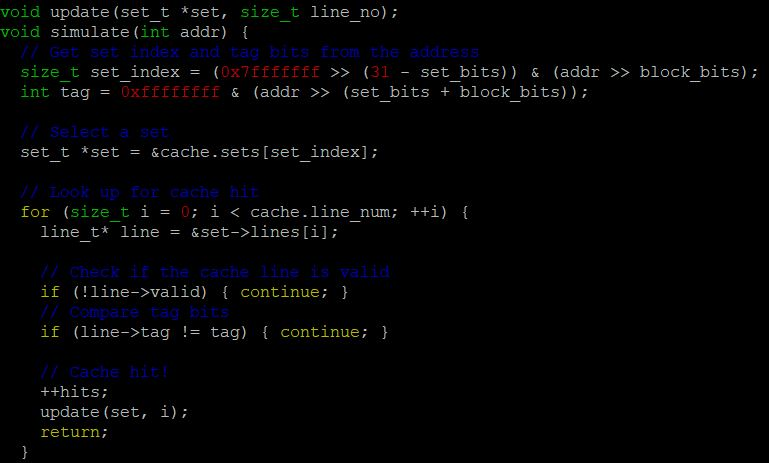 void update(set_t *set, size_t line_no);
void simulate(int addr) {
  // Get set index and tag bits from the address
  size_t set_index = (0x7fffffff >> (31 - set_bits)) & (addr >> block_bits);
  int tag = 0xffffffff & (addr >> (set_bits + block_bits));

  // Select a set
  set_t *set = &cache.sets[set_index];

  // Look up for cache hit
  for (size_t i = 0; i < cache.line_num; ++i) {
    line_t* line = &set->lines[i];

    // Check if the cache line is valid
    if (!line->valid) { continue; }
    // Compare tag bits
    if (line->tag != tag) { continue; }

    // Cache hit!
    ++hits;
    update(set, i);
    return;
  }